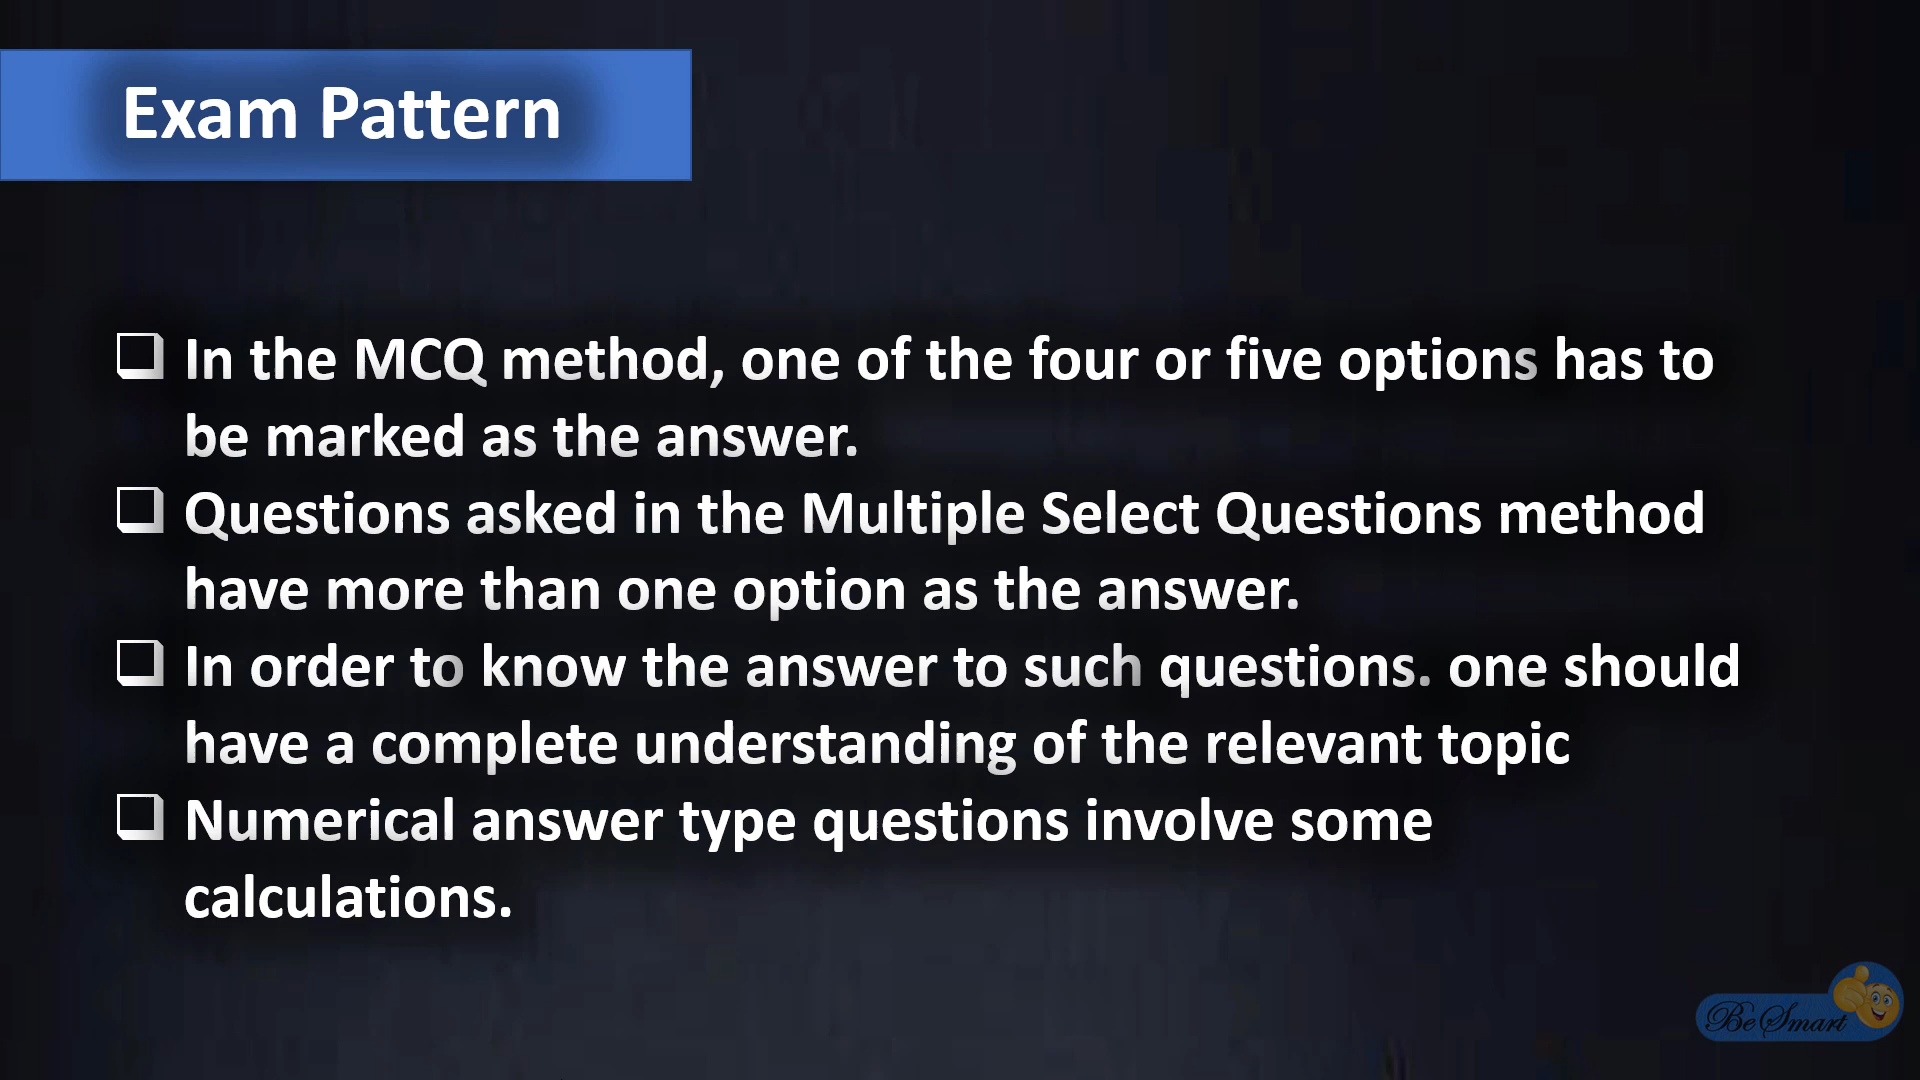 Exam Pattern
In the MCQ method, one of the four or five options has to
be marked as the answer.
Questions asked in the Multiple Select Questions method
have more than one option as the answer.
In order to know the answer to such questions. one should
have a complete understanding of the relevant topic
Numerical answer type questions involve some
calculations.
Be Smart